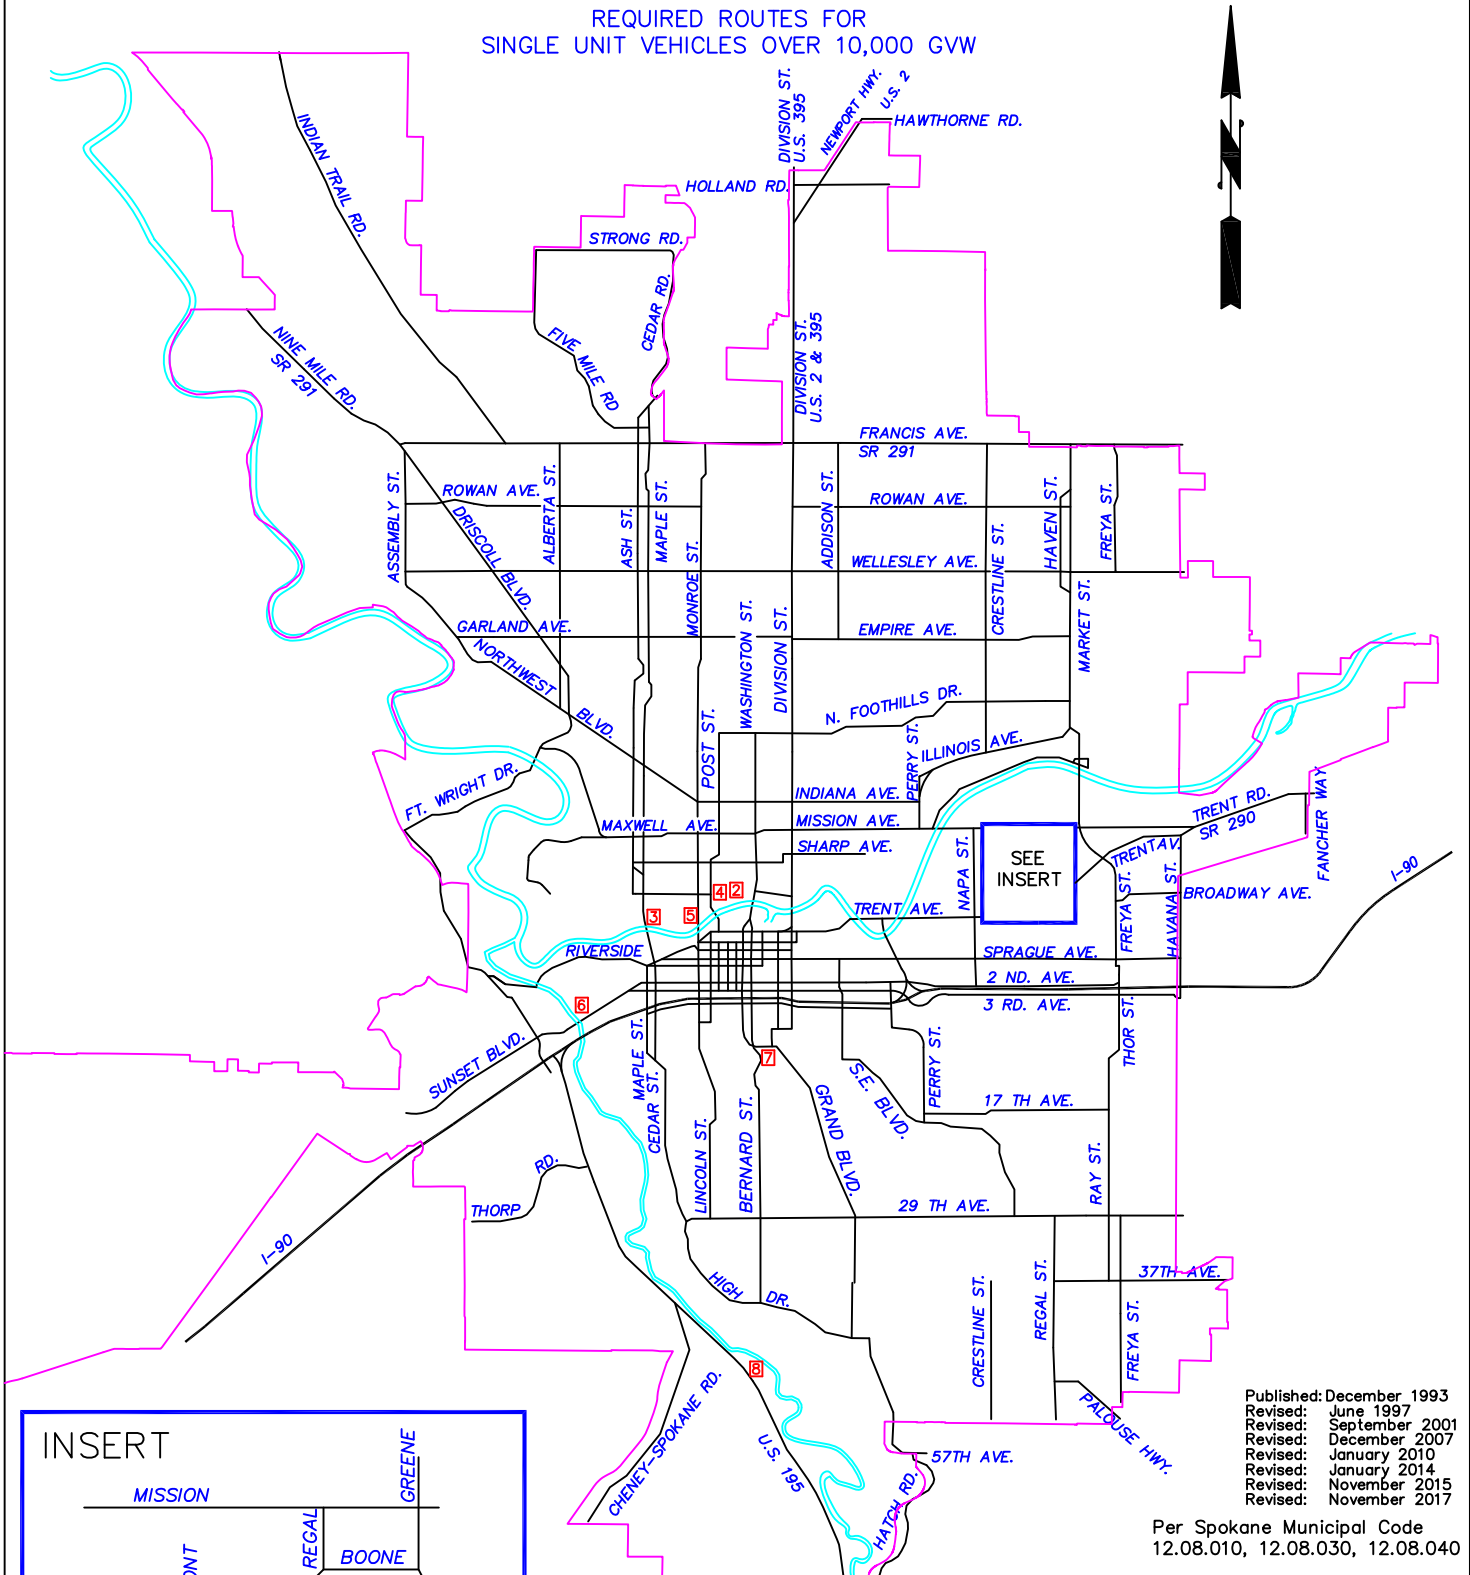 REQUIRED ROUTES FOR
SINGLE UNIT VEHICLES OVER 10,000 GVW
DIVISION ST.
U.S. 395
NEWPORT HWY.
U.S. 2
HAWTHORNE RD.
N
INDIAN TRAIL RD.
HOLLAND RD.
STRONG RD.
CEDAR RD.
FIVE MILE RD
NINE MILE RD.
SR 291
DIVISION ST.
U.S. 2 & 395
FRANCIS AVE.
SR 291
ASSEMBLY ST.
ROWAN AVE.
ALBERTA ST.
DRISCOLL BLVD.
ASH ST.
MAPLE ST.
MONROE ST.
ADDISON ST.
ROWAN AVE.
CRESTLINE ST.
HAVEN ST.
FREYA ST.
WELLESLEY AVE.
GARLAND AVE.
NORTHWEST
BLVD.
WASHINGTON ST.
DIVISION ST.
EMPIRE AVE.
MARKET ST.
POST ST.
N. FOOTHILLS DR.
PERRY ST.
ILLINOIS AVE.
FT. WRIGHT DR.
INDIANA AVE.
MAXWELL AVE.
MISSION AVE.
SHARP AVE.
NAPA ST.
SEE
INSERT
TRENT RD.
SR 290
TRENT AV.
FANCHER WAY
I-90
FREYA ST.
HAVANA ST.
BROADWAY AVE.
4
2
3
5
TRENT AVE.
RIVERSIDE
SPRAGUE AVE.
2 ND. AVE.
3 RD. AVE.
6
SUNSET BLVD.
MAPLE ST.
CEDAR ST.
7
S.E. BLVD.
PERRY ST.
THOR ST.
17 TH AVE.
LINCOLN ST.
BERNARD ST.
GRAND BLVD.
RAY ST.
THORP
RD.
29 TH AVE.
I-90
HIGH
DR.
37TH AVE.
CRESTLINE ST.
REGAL ST.
FREYA ST.
8
CHENEY-SPOKANE RD.
U.S. 195
PALOUSE HWY.
57TH AVE.
HATCH RD.
Published: December 1993
Revised: June 1997
Revised: September 2001
Revised: December 2007
Revised: January 2010
Revised: January 2014
Revised: November 2015
Revised: November 2017
Per Spokane Municipal Code
12.08.010, 12.08.030, 12.08.040
INSERT
MISSION
GREENE
REGAL
BOONE